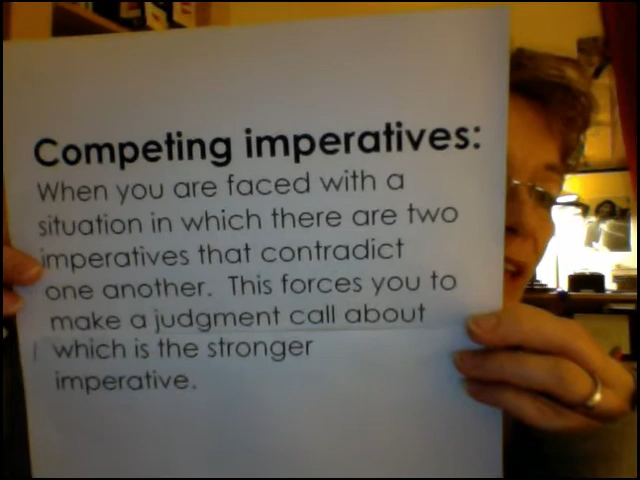 Competing imperatives:
When you are faced with a
situation in which there are two
imperatives that contradict
one another. This forces you to
make a judgment call about
which is the stronger
imperative.